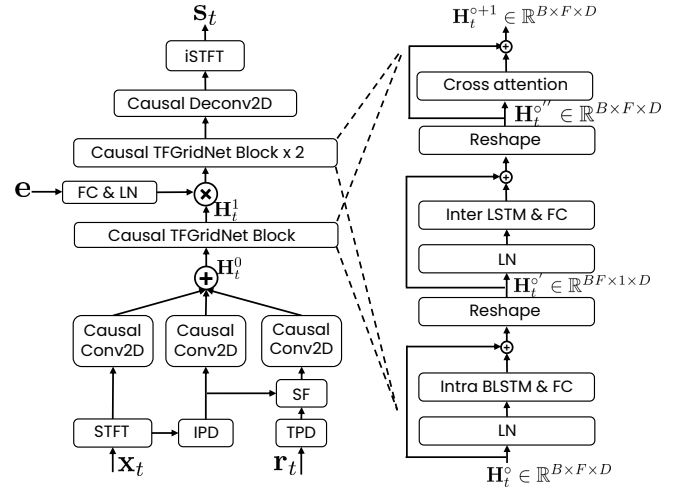 𝐬_t
iSTFT
Causal Deconv2D
Causal TFGridNet Block x 2
𝐞
FC & LN
×
𝐇_t^1
Causal TFGridNet Block
+
𝐇_t^0
Causal
Conv2D
Causal
Conv2D
Causal
Conv2D
SF
STFT
IPD
TPD
𝐱_t
𝐫_t
𝐇_t^{∘+1} ∈ ℝ^{B×F×D}
+
Cross attention
𝐇_t^{∘''} ∈ ℝ^{B×F×D}
Reshape
+
Inter LSTM & FC
LN
𝐇_t^{∘'} ∈ ℝ^{BF×1×D}
Reshape
+
Intra BLSTM & FC
LN
𝐇_t^∘ ∈ ℝ^{B×F×D}